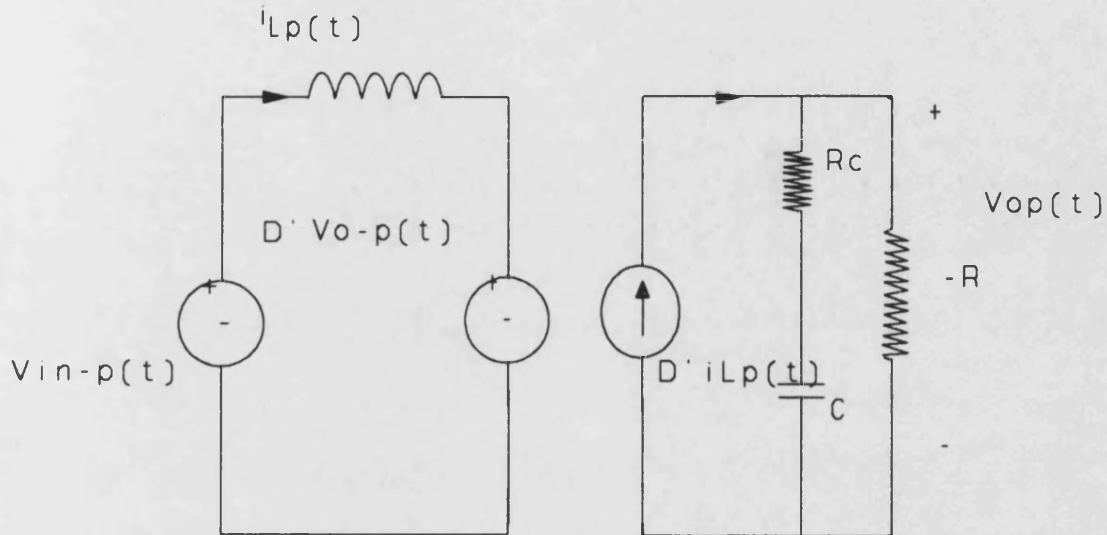 iLp(t)
Rc
Vop(t)
D' Vo-p(t)
-R
+
+
+
-
-
Vin-p(t)
D' iLp(t)
C
-